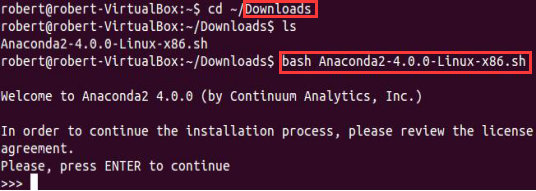 robert@robert-VirtualBox:~$ cd ~/Downloads
robert@robert-VirtualBox:~/Downloads$ ls
Anaconda2-4.0.0-Linux-x86.sh
robert@robert-VirtualBox:~/Downloads$ bash Anaconda2-4.0.0-Linux-x86.sh
Welcome to Anaconda2 4.0.0 (by Continuum Analytics, Inc.)
In order to continue the installation process, please review the license
agreement.
Please, press ENTER to continue
>>>